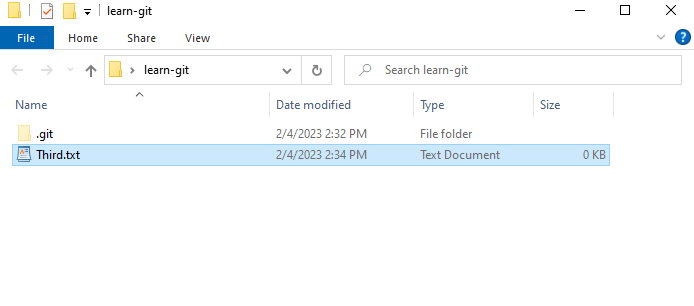 learn-git
File Home Share View
learn-git Search learn-git
Name Date modified Type Size
.git 2/4/2023 2:32 PM File folder
Third.txt 2/4/2023 2:34 PM Text Document 0 KB